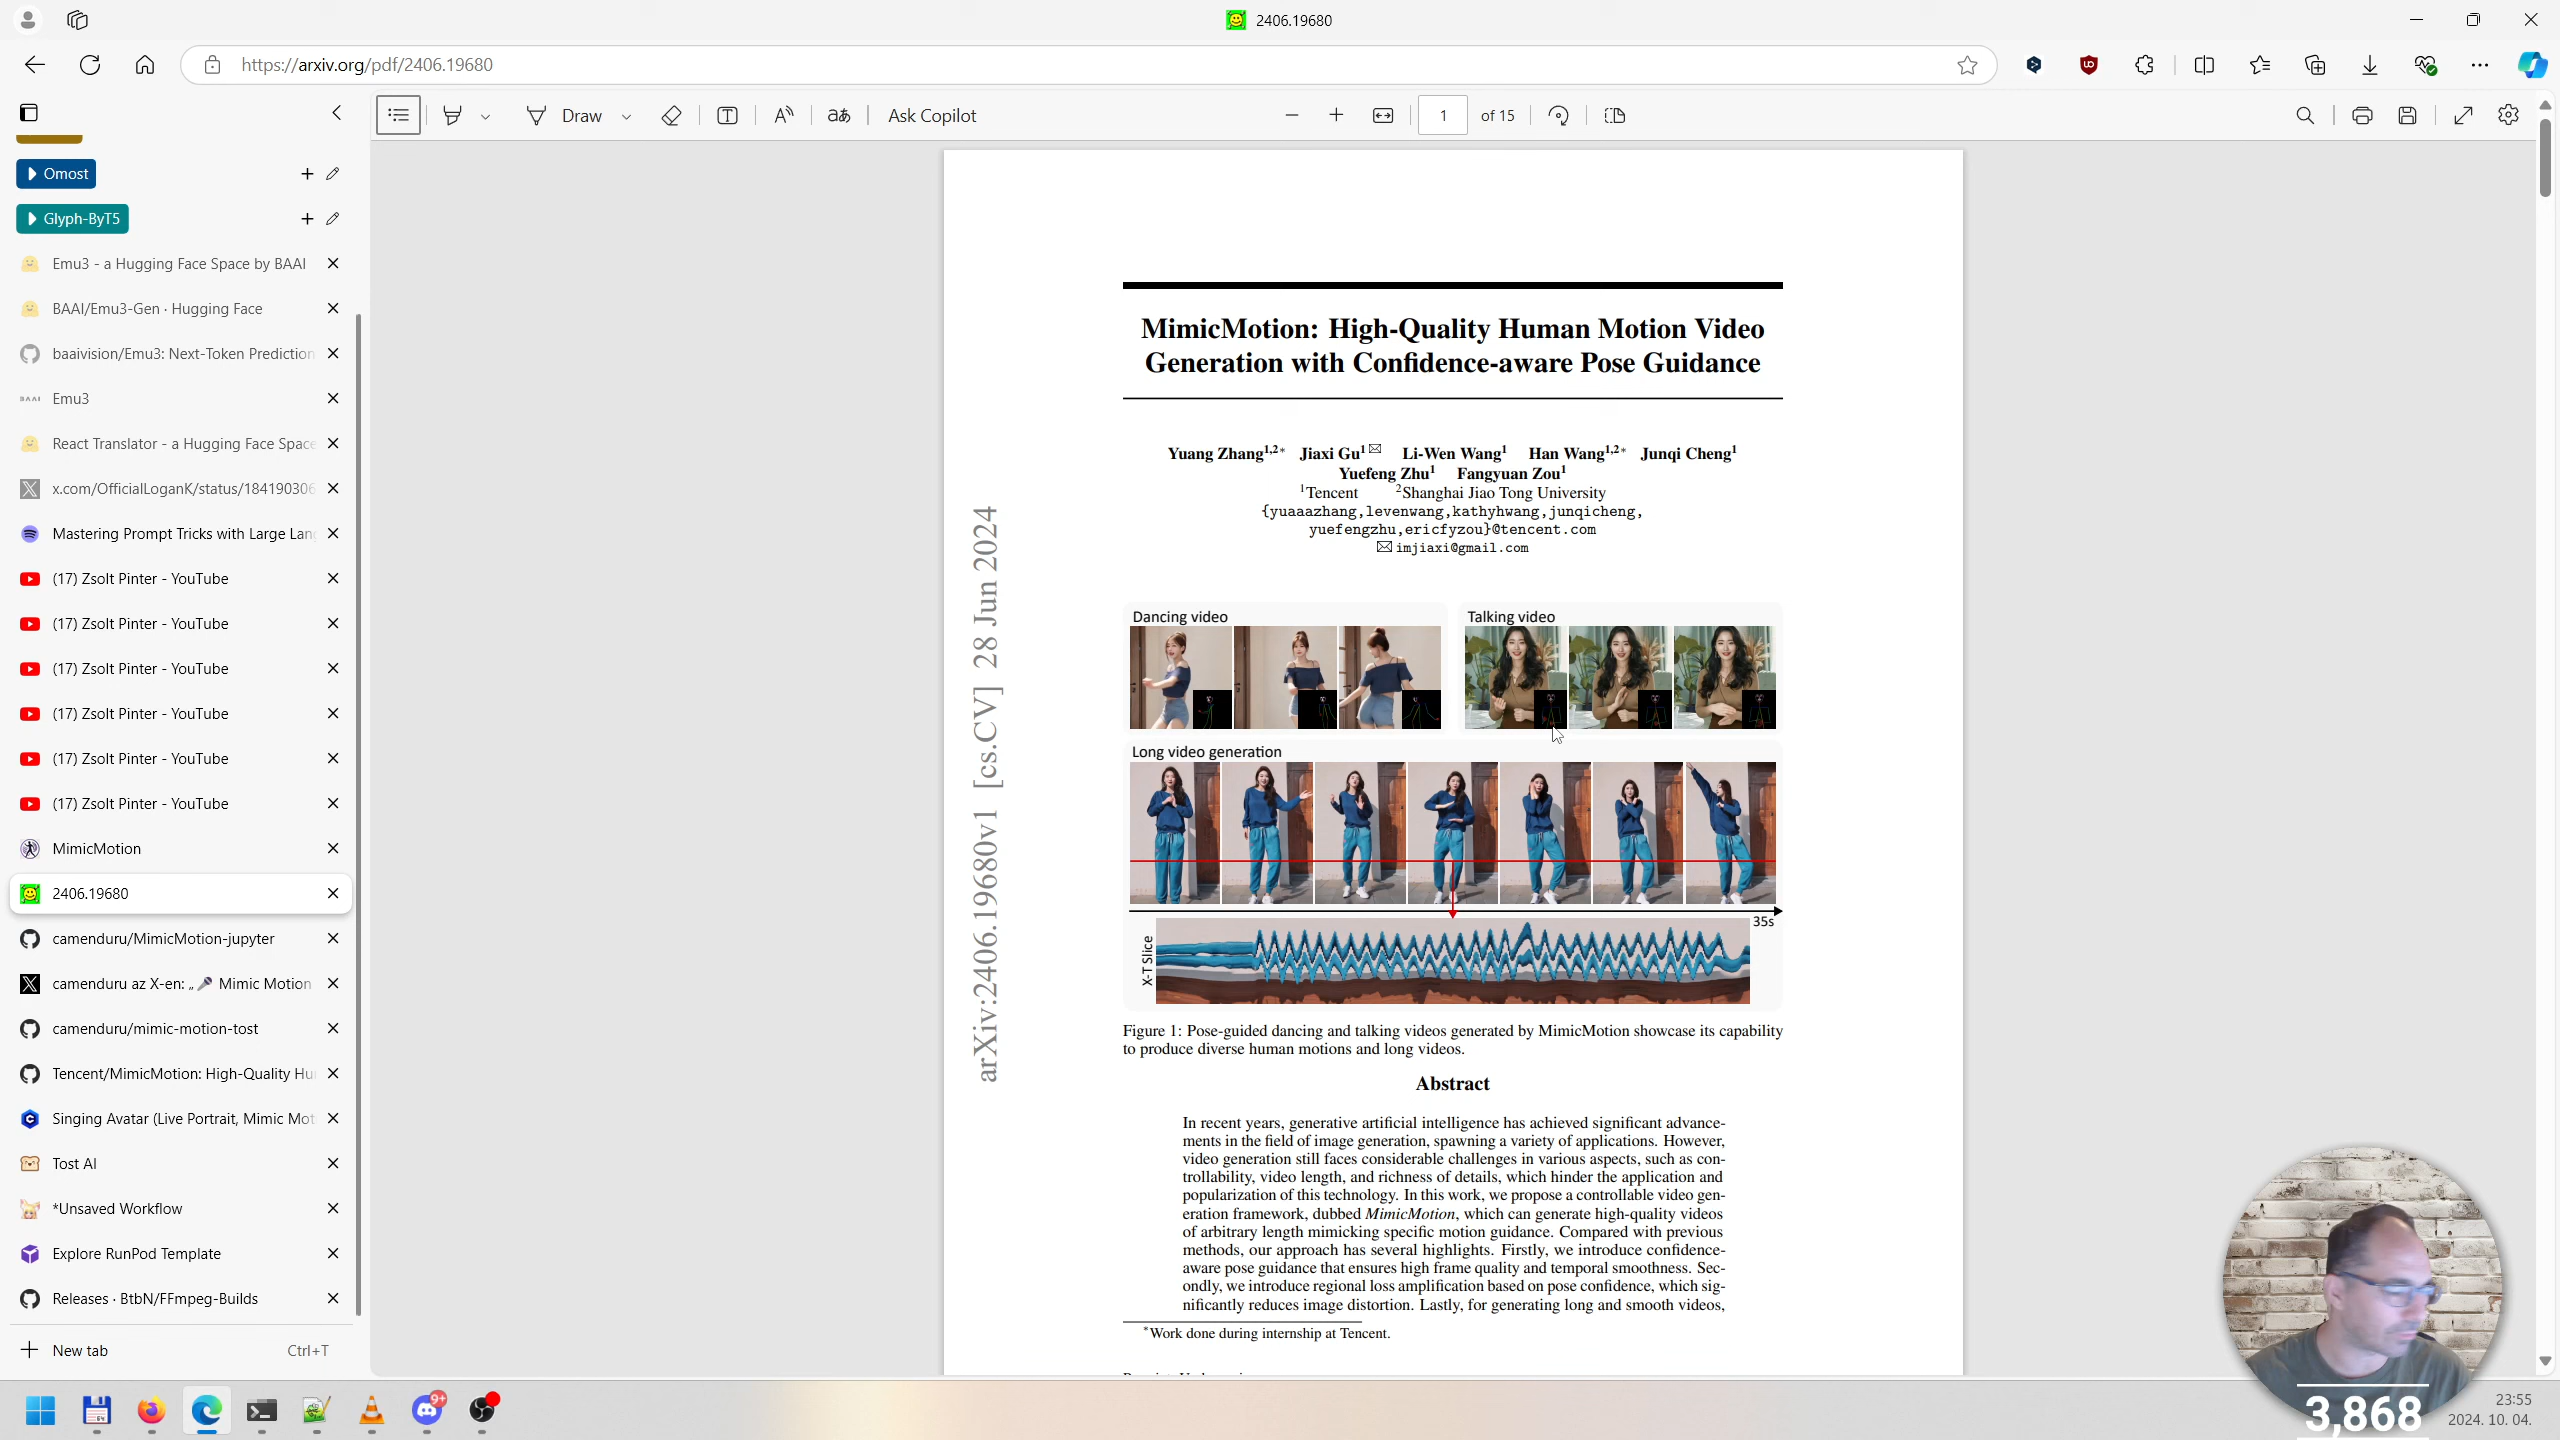 2406.19680
https://arxiv.org/pdf/2406.19680
Draw
Ask Copilot
1
of 15
Omost
Glyph-ByT5
Emu3 - a Hugging Face Space by BAAI
BAAI/Emu3-Gen · Hugging Face
baaivision/Emu3: Next-Token Prediction
Emu3
React Translator - a Hugging Face Space
x.com/OfficialLoganK/status/184190306
Mastering Prompt Tricks with Large Lang
(17) Zsolt Pinter - YouTube
(17) Zsolt Pinter - YouTube
(17) Zsolt Pinter - YouTube
(17) Zsolt Pinter - YouTube
(17) Zsolt Pinter - YouTube
(17) Zsolt Pinter - YouTube
MimicMotion
2406.19680
camenduru/MimicMotion-jupyter
camenduru az X-en: „🎤 Mimic Motion
camenduru/mimic-motion-tost
Tencent/MimicMotion: High-Quality Hu
Singing Avatar (Live Portrait, Mimic Mot
Tost AI
*Unsaved Workflow
Explore RunPod Template
Releases · BtbN/FFmpeg-Builds
New tab
Ctrl+T
arXiv:2406.19680v1 [cs.CV] 28 Jun 2024
MimicMotion: High-Quality Human Motion Video
Generation with Confidence-aware Pose Guidance
Yuang Zhang1,2* Jiaxi Gu1✉ Li-Wen Wang1 Han Wang1,2* Junqi Cheng1
Yuefeng Zhu1 Fangyuan Zou1
1Tencent 2Shanghai Jiao Tong University
{yuaaazhang,levenwang,kathyhwang,junqicheng,
yuefengzhu,ericfyzou}@tencent.com
✉ imjiaxi@gmail.com
Dancing video
Talking video
Long video generation
35s
X-T Slice
Figure 1: Pose-guided dancing and talking videos generated by MimicMotion showcase its capability
to produce diverse human motions and long videos.
Abstract
In recent years, generative artificial intelligence has achieved significant advance-
ments in the field of image generation, spawning a variety of applications. However,
video generation still faces considerable challenges in various aspects, such as con-
trollability, video length, and richness of details, which hinder the application and
popularization of this technology. In this work, we propose a controllable video gen-
eration framework, dubbed MimicMotion, which can generate high-quality videos
of arbitrary length mimicking specific motion guidance. Compared with previous
methods, our approach has several highlights. Firstly, we introduce confidence-
aware pose guidance that ensures high frame quality and temporal smoothness. Sec-
ondly, we introduce regional loss amplification based on pose confidence, which sig-
nificantly reduces image distortion. Lastly, for generating long and smooth videos,
*Work done during internship at Tencent.
9+
3,868
23:55
2024. 10. 04.